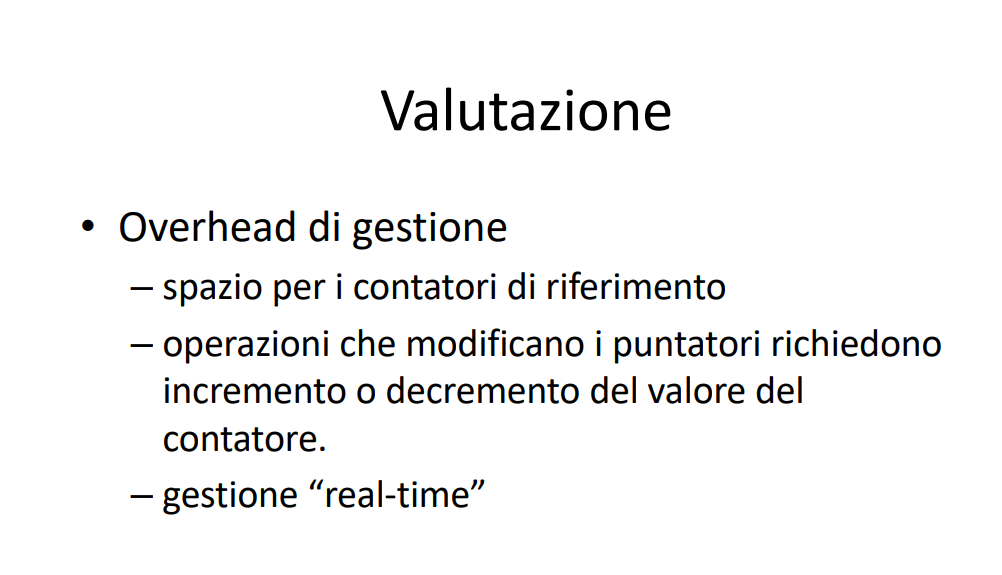 Valutazione
• Overhead di gestione
– spazio per i contatori di riferimento
– operazioni che modificano i puntatori richiedono
incremento o decremento del valore del
contatore.
– gestione “real-time”